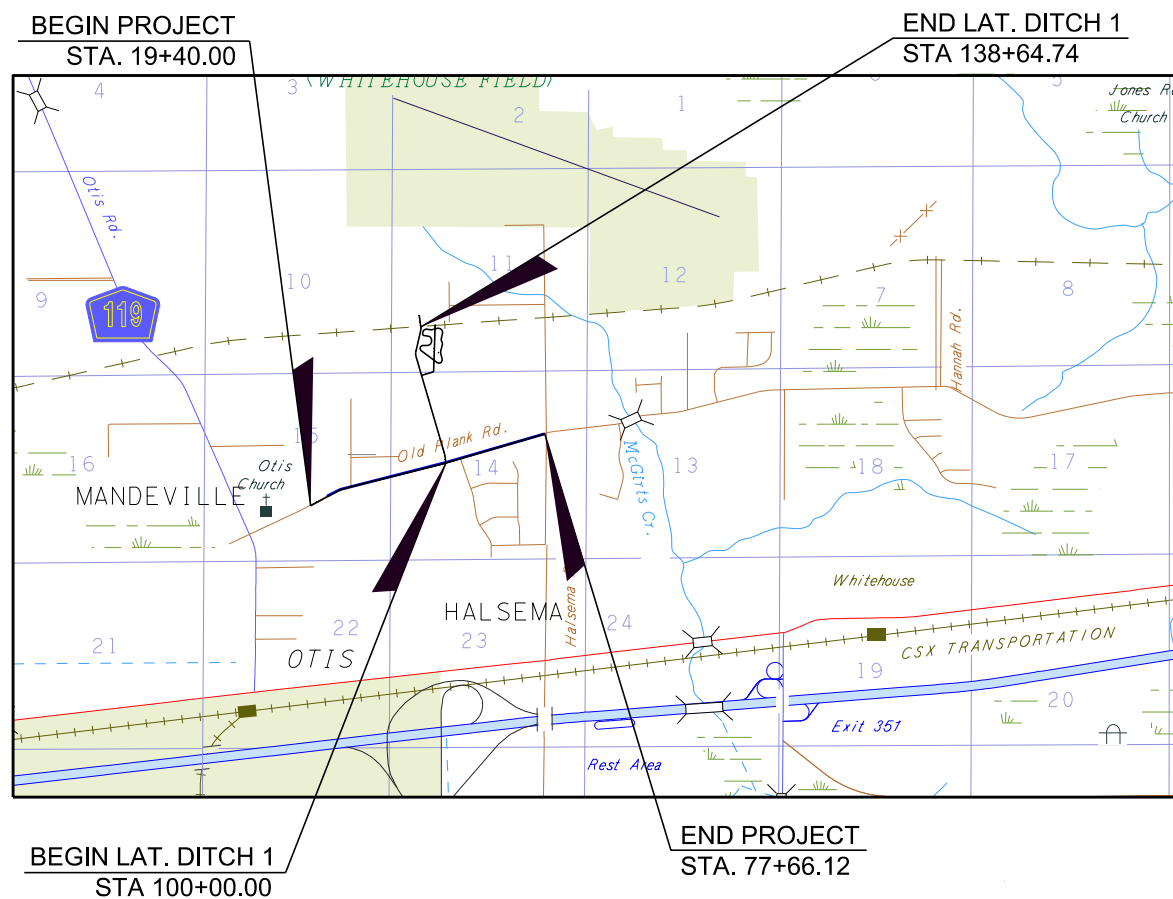 BEGIN PROJECT
STA. 19+40.00
END LAT. DITCH 1
STA 138+64.74
(WHITEHOUSE FIELD)
4
3
2
1
5
Jones
Church
Otis Rd.
119
9
10
11
12
7
8
Hannah Rd.
Old Plank Rd.
15
14
13
16
18
17
Otis
Church
MANDEVILLE
McGirts Cr.
Whitehouse
HALSEMA
Halsema
21
22
23
24
OTIS
CSX TRANSPORTATION
19
20
Exit 351
Rest Area
BEGIN LAT. DITCH 1
STA 100+00.00
END PROJECT
STA. 77+66.12